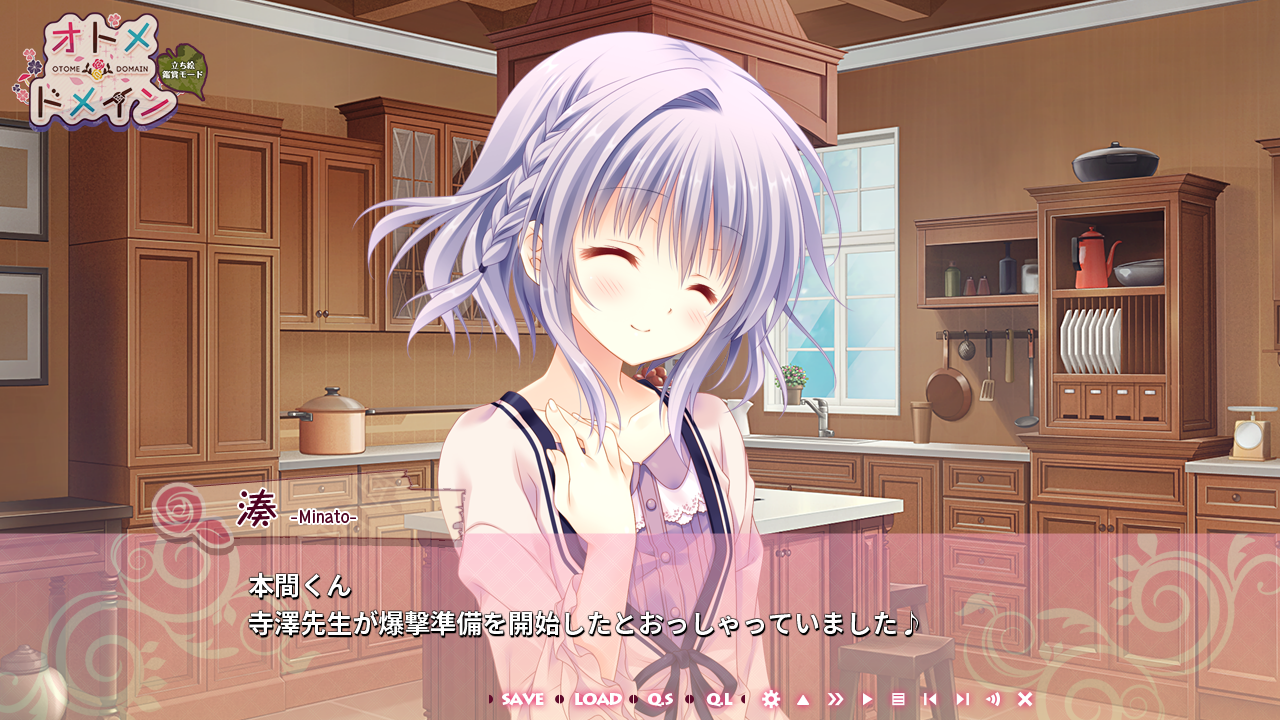 オトメ
OTOME DOMAIN
ドメイン
立ち絵
鑑賞モード
湊 -Minato-
本間くん
寺澤先生が爆撃準備を開始したとおっしゃっていました♪
SAVE LOAD Q.S Q.L